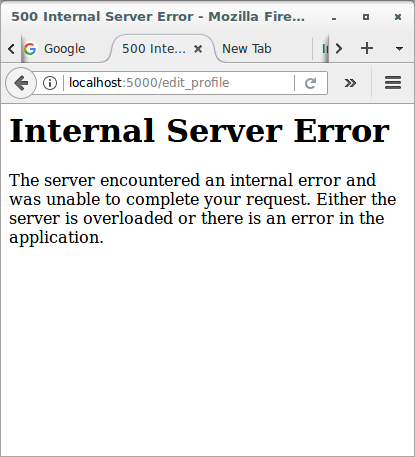 500 Internal Server Error - Mozilla Fire...
Google
500 Inte...
New Tab
localhost:5000/edit_profile
Internal Server Error
The server encountered an internal error and
was unable to complete your request. Either the
server is overloaded or there is an error in the
application.